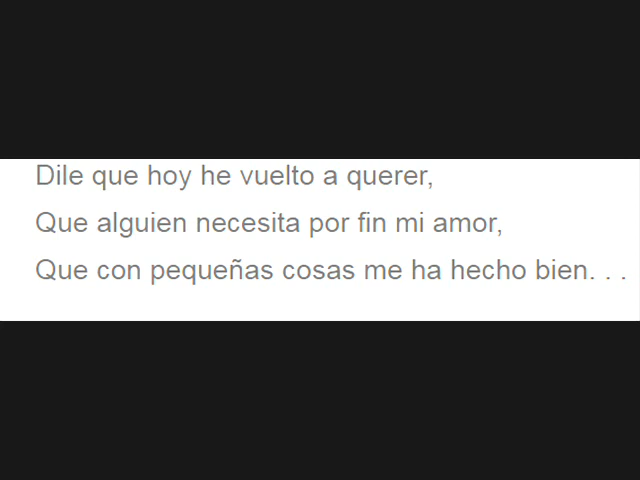 Dile que hoy he vuelto a querer,
Que alguien necesita por fin mi amor,
Que con pequeñas cosas me ha hecho bien. . .